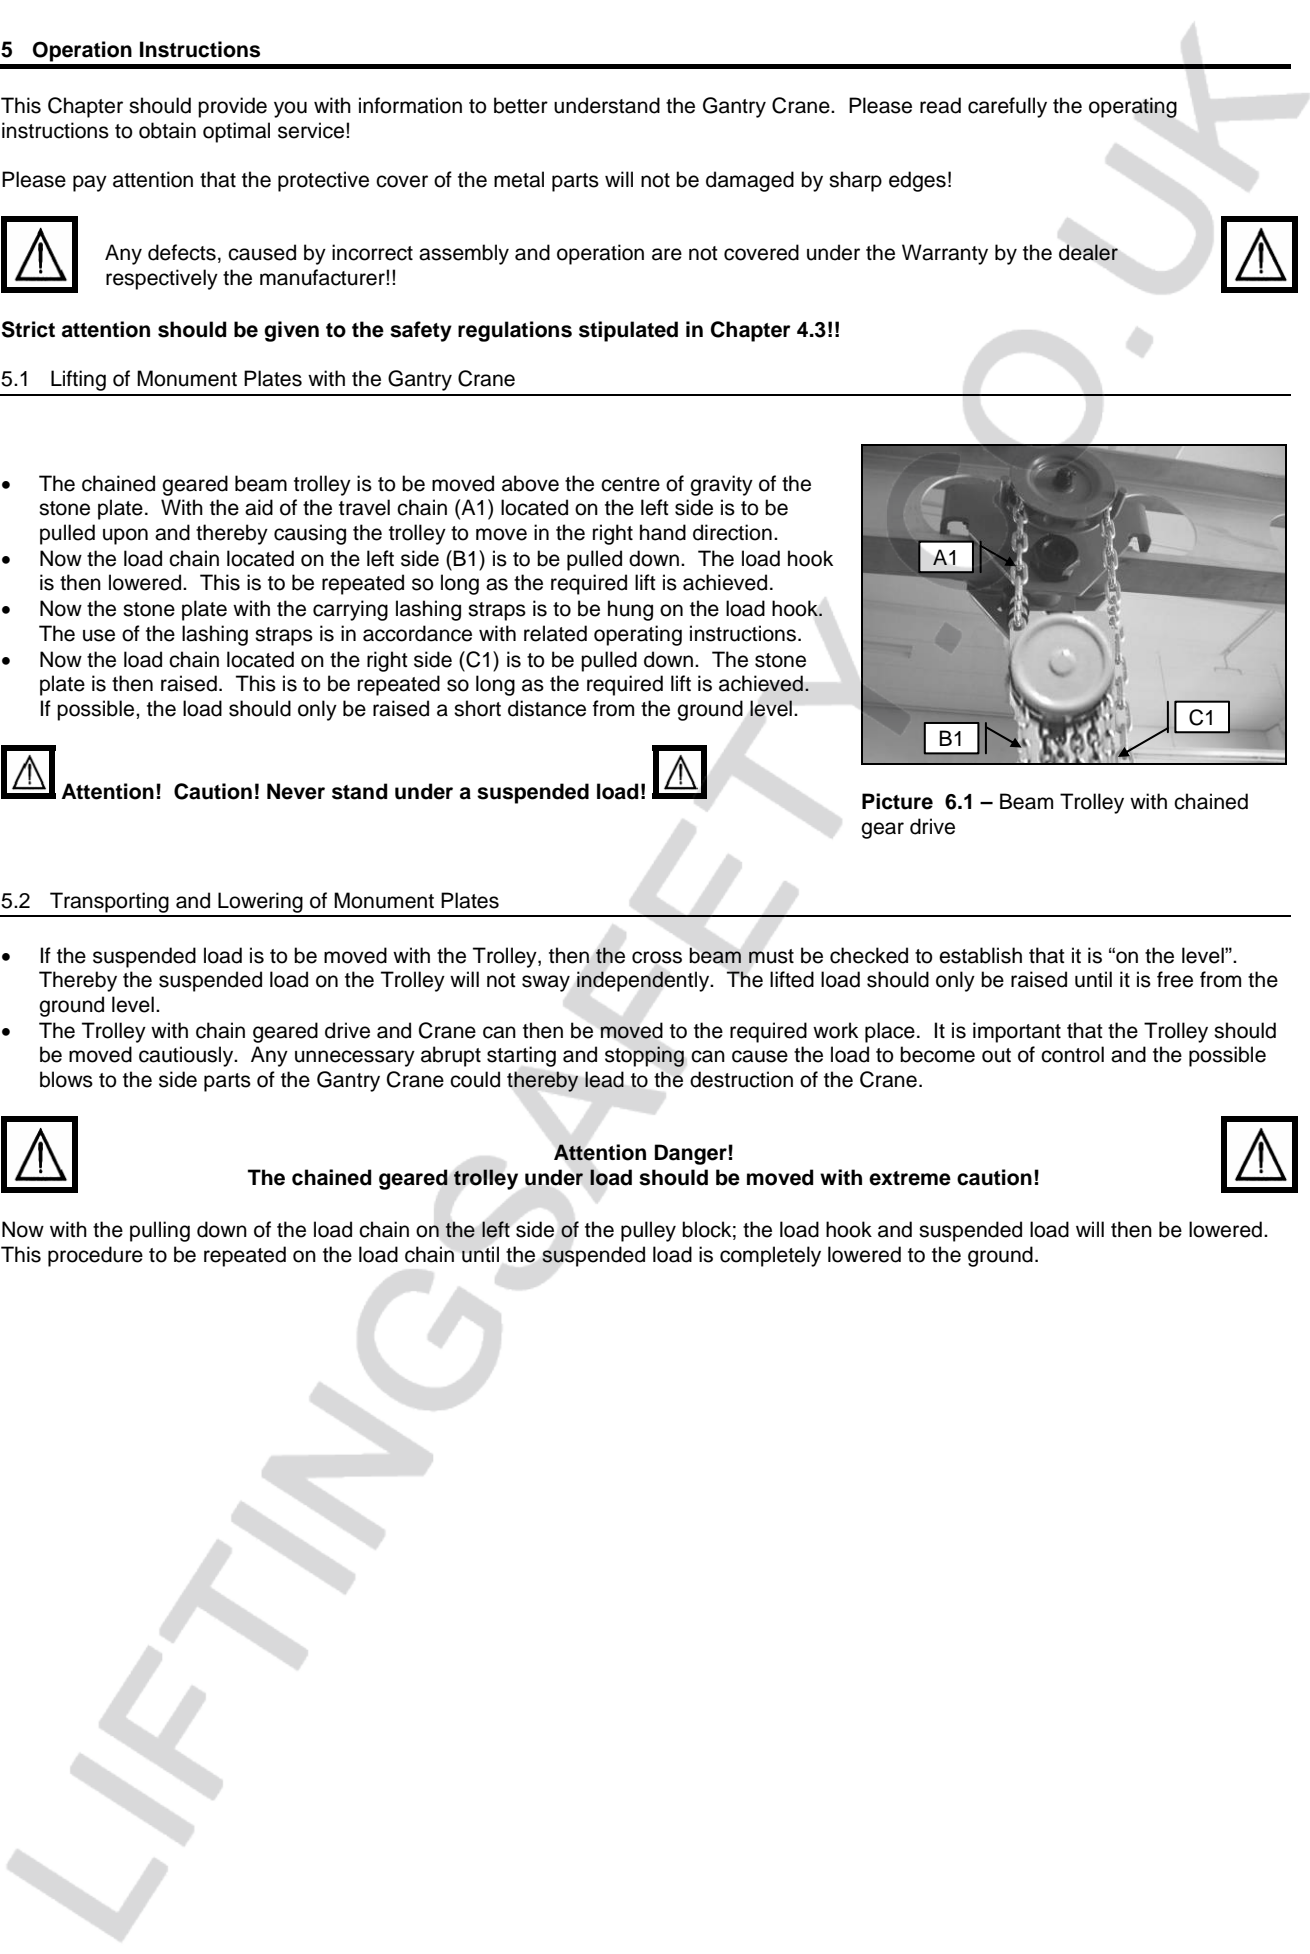 5 Operation Instructions
This Chapter should provide you with information to better understand the Gantry Crane. Please read carefully the operating
instructions to obtain optimal service!
Please pay attention that the protective cover of the metal parts will not be damaged by sharp edges!
Any defects, caused by incorrect assembly and operation are not covered under the Warranty by the dealer
respectively the manufacturer!!
Strict attention should be given to the safety regulations stipulated in Chapter 4.3!!
5.1 Lifting of Monument Plates with the Gantry Crane
• The chained geared beam trolley is to be moved above the centre of gravity of the
stone plate. With the aid of the travel chain (A1) located on the left side is to be
pulled upon and thereby causing the trolley to move in the right hand direction.
• Now the load chain located on the left side (B1) is to be pulled down. The load hook
is then lowered. This is to be repeated so long as the required lift is achieved.
• Now the stone plate with the carrying lashing straps is to be hung on the load hook.
The use of the lashing straps is in accordance with related operating instructions.
• Now the load chain located on the right side (C1) is to be pulled down. The stone
plate is then raised. This is to be repeated so long as the required lift is achieved.
If possible, the load should only be raised a short distance from the ground level.
Attention! Caution! Never stand under a suspended load!
A1
B1
C1
Picture 6.1 – Beam Trolley with chained
gear drive
5.2 Transporting and Lowering of Monument Plates
• If the suspended load is to be moved with the Trolley, then the cross beam must be checked to establish that it is “on the level”.
Thereby the suspended load on the Trolley will not sway independently. The lifted load should only be raised until it is free from the
ground level.
• The Trolley with chain geared drive and Crane can then be moved to the required work place. It is important that the Trolley should
be moved cautiously. Any unnecessary abrupt starting and stopping can cause the load to become out of control and the possible
blows to the side parts of the Gantry Crane could thereby lead to the destruction of the Crane.
Attention Danger!
The chained geared trolley under load should be moved with extreme caution!
Now with the pulling down of the load chain on the left side of the pulley block; the load hook and suspended load will then be lowered.
This procedure to be repeated on the load chain until the suspended load is completely lowered to the ground.
LIFTINGSAFETY.CO.UK